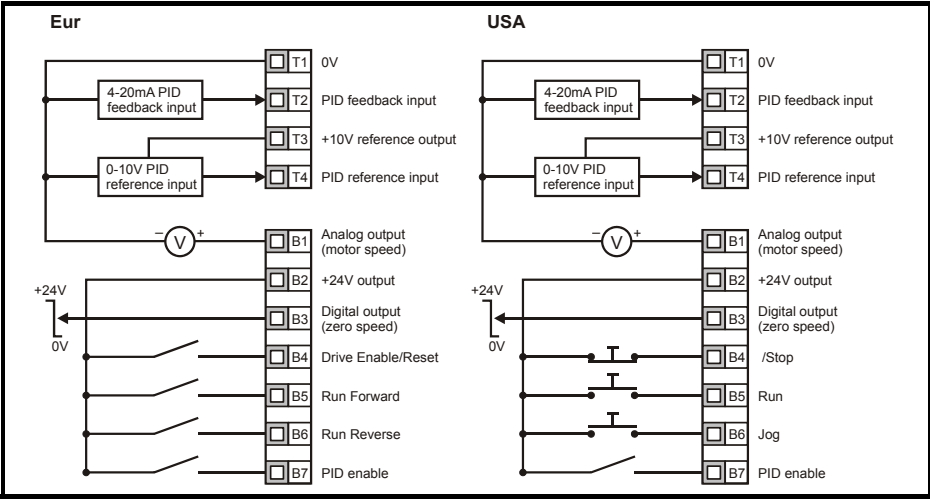 Eur
T1 0V
4-20mA PID
feedback input
T2 PID feedback input
T3 +10V reference output
0-10V PID
reference input
T4 PID reference input
– V +
B1 Analog output
(motor speed)
B2 +24V output
+24V
0V
B3 Digital output
(zero speed)
B4 Drive Enable/Reset
B5 Run Forward
B6 Run Reverse
B7 PID enable
USA
T1 0V
4-20mA PID
feedback input
T2 PID feedback input
T3 +10V reference output
0-10V PID
reference input
T4 PID reference input
– V +
B1 Analog output
(motor speed)
B2 +24V output
+24V
0V
B3 Digital output
(zero speed)
B4 /Stop
B5 Run
B6 Jog
B7 PID enable